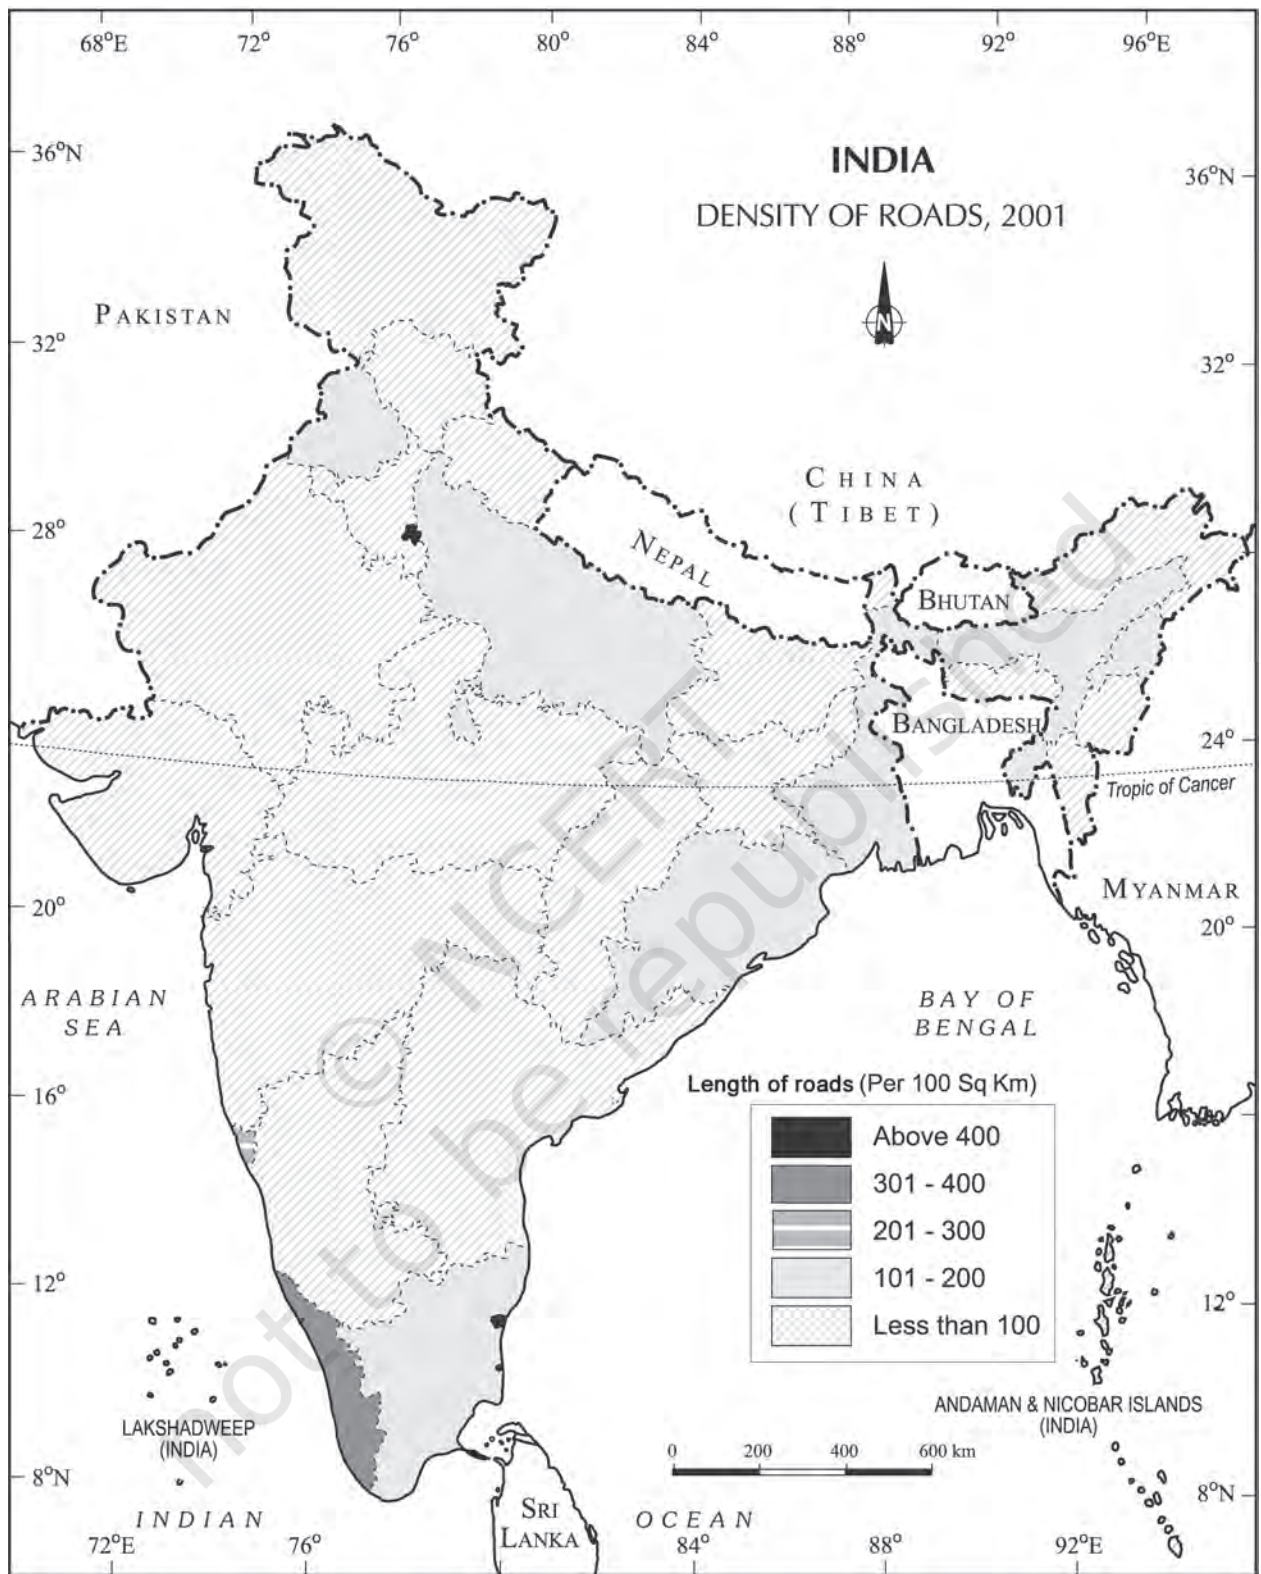 68°E 72° 76° 80° 84° 88° 92° 96°E
INDIA
DENSITY OF ROADS, 2001
36°N
36°N
N
PAKISTAN
32°
32°
CHINA
(TIBET)
28°
NEPAL
BHUTAN
BANGLADESH
24°
Tropic of Cancer
MYANMAR
20°
20°
ARABIAN
SEA
BAY OF
BENGAL
16°
Length of roads (Per 100 Sq Km)
Above 400
301 - 400
201 - 300
101 - 200
Less than 100
12°
12°
LAKSHADWEEP
(INDIA)
ANDAMAN & NICOBAR ISLANDS
(INDIA)
0 200 400 600 km
8°N
8°N
SRI
LANKA
INDIAN OCEAN
72°E 76° 84° 88° 92°E
© NCERT
not to be republished